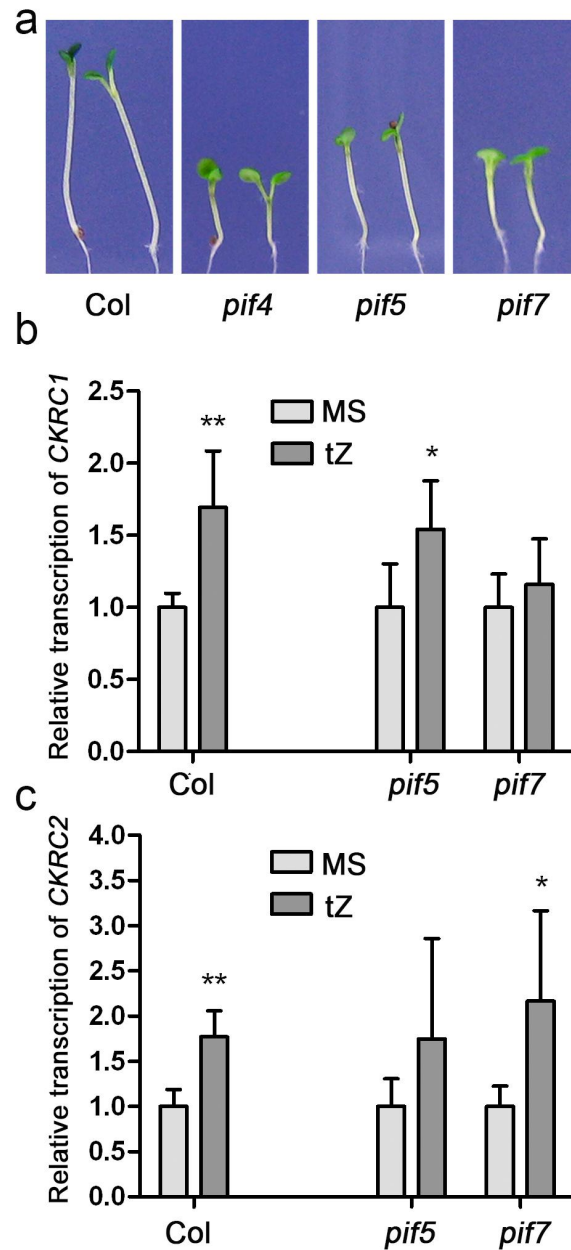 a
Col pif4 pif5 pif7
b
Relative transcription of CKRC1
2.5
2.0
1.5
1.0
0.5
0.0
MS
tZ
**
*
Col pif5 pif7
c
Relative transcription of CKRC2
4.0
3.5
3.0
2.5
2.0
1.5
1.0
0.5
0.0
MS
tZ
**
*
Col pif5 pif7